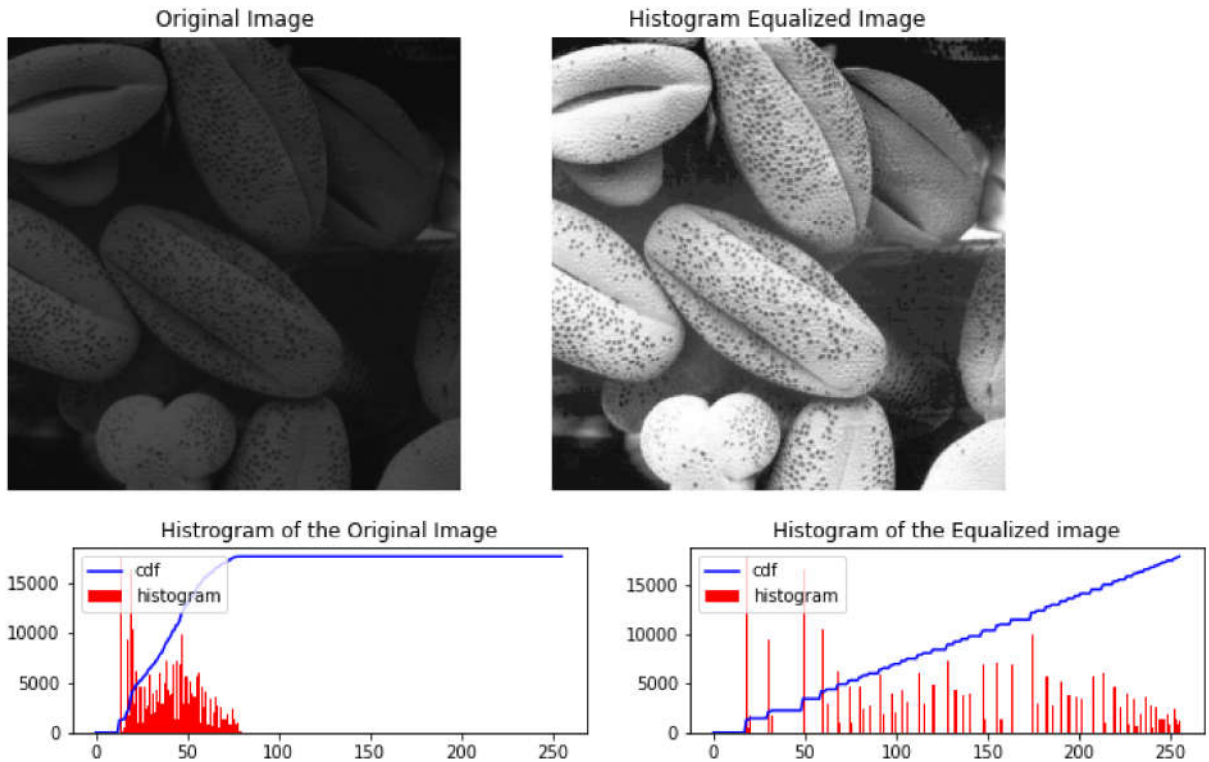 Original Image
Histogram Equalized Image
Histrogram of the Original Image
cdf
histogram
15000
10000
5000
0
0
50
100
150
200
250
Histogram of the Equalized image
cdf
histogram
15000
10000
5000
0
0
50
100
150
200
250